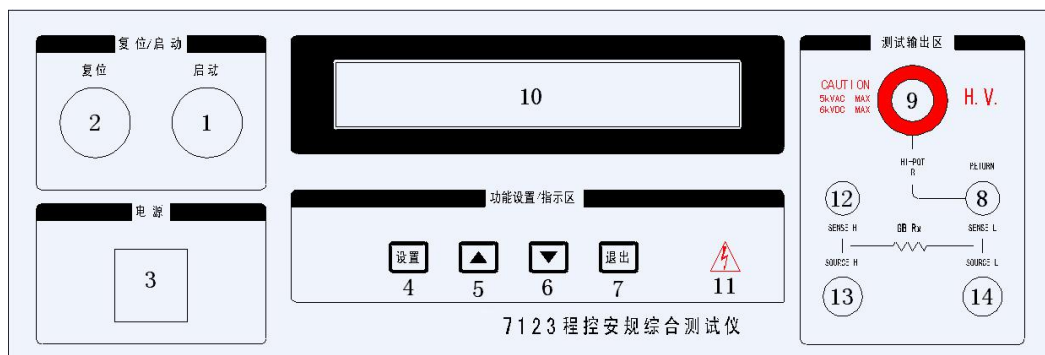 复位/启动
复位 启动
2 1
电源
3
10
功能设置/指示区
设置 退出
4 5 6 7 11
7123程控安规综合测试仪
测试输出区
CAUTION
5kVAC MAX
6kVDC MAX
9
H.V.
HI-POT
R
RETURN
12 8
SENSE H GB Rx SENSE L
SOURCE H SOURCE L
13 14